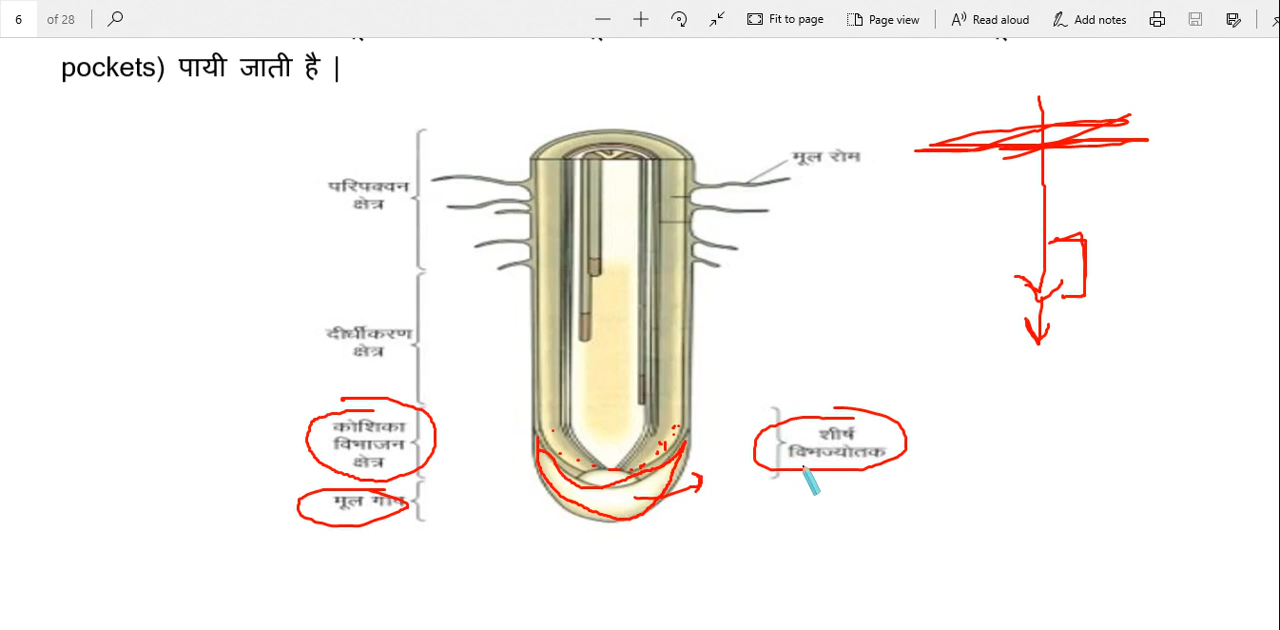 6 of 28
Fit to page
Page view
Read aloud
Add notes
pockets) पायी जाती है |
मूल रोम
परिपक्वन
क्षेत्र
दीर्घीकरण
क्षेत्र
कोशिका
विभाजन
क्षेत्र
शीर्ष
विभज्योतक
मूल गोप